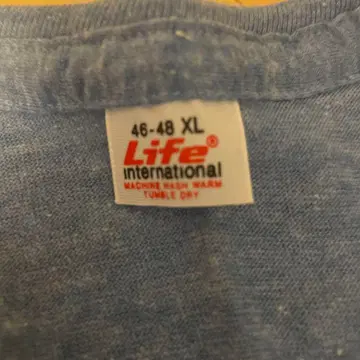 46-48 XL
Life®
international
MACHINE WASH WARM
TUMBLE DRY